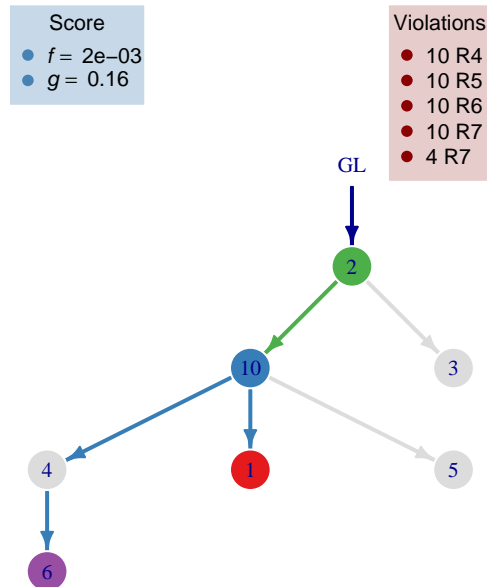 Score
f = 2e−03
g = 0.16
Violations
10 R4
10 R5
10 R6
10 R7
4 R7
GL
2
10
3
4
1
5
6